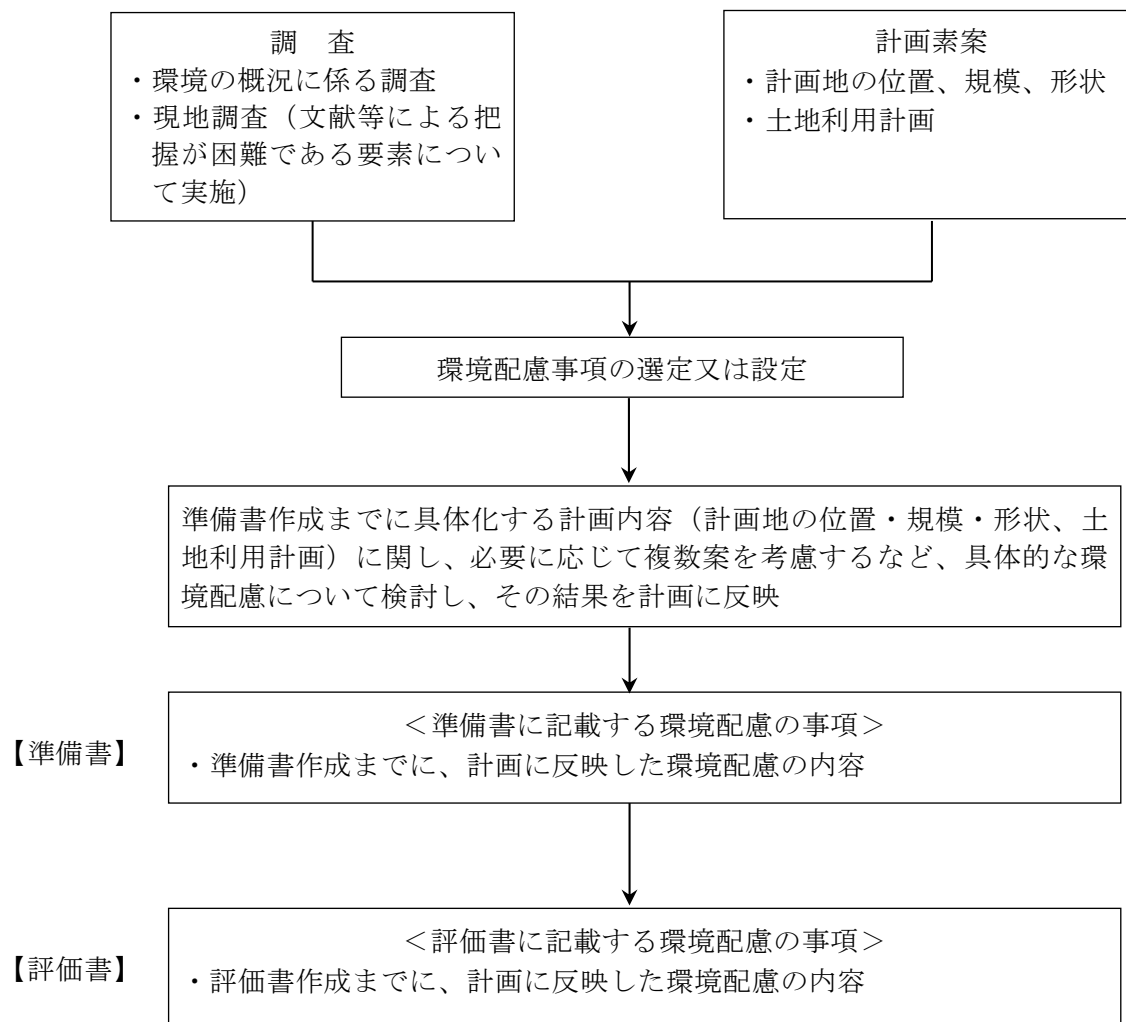 調　査
・環境の概況に係る調査
・現地調査（文献等による把
握が困難である要素につい
て実施）
計画素案
・計画地の位置、規模、形状
・土地利用計画
環境配慮事項の選定又は設定
準備書作成までに具体化する計画内容（計画地の位置・規模・形状、土
地利用計画）に関し、必要に応じて複数案を考慮するなど、具体的な環
境配慮について検討し、その結果を計画に反映
【準備書】
＜準備書に記載する環境配慮の事項＞
・準備書作成までに、計画に反映した環境配慮の内容
【評価書】
＜評価書に記載する環境配慮の事項＞
・評価書作成までに、計画に反映した環境配慮の内容